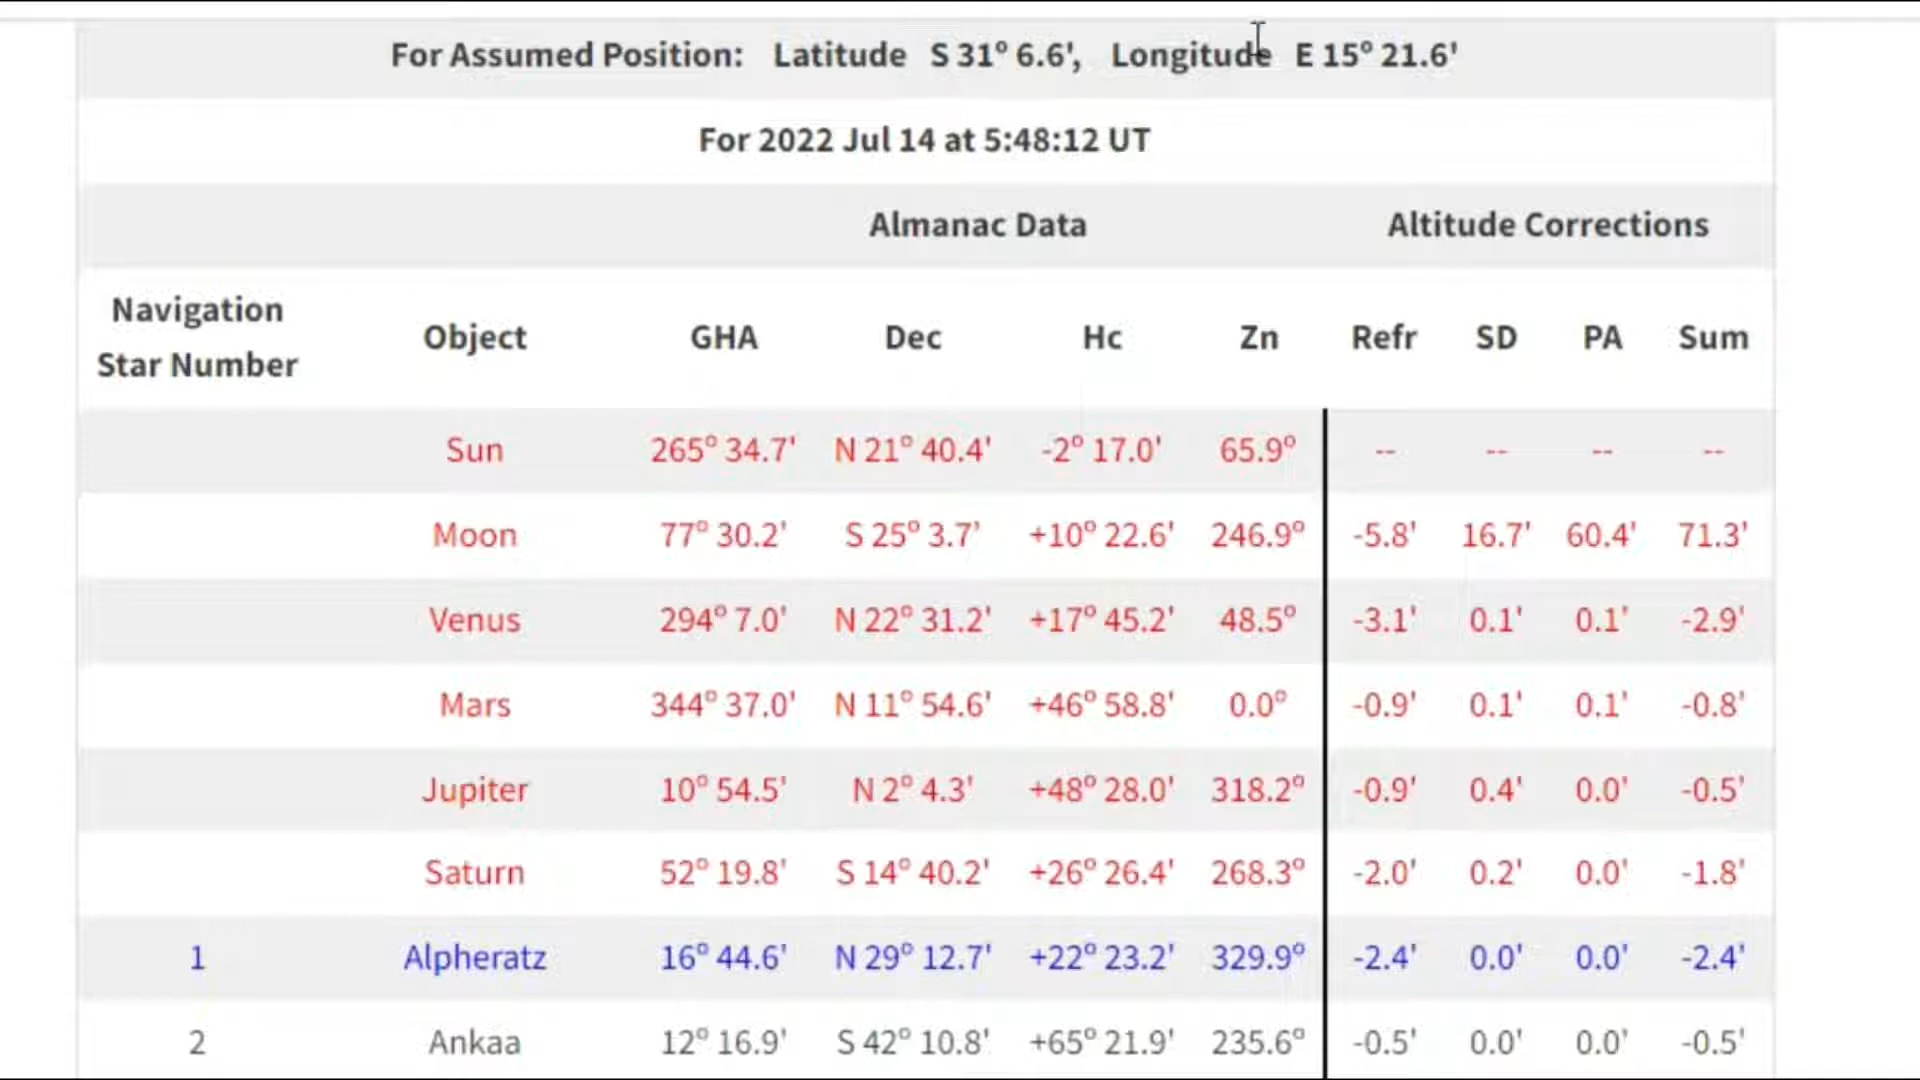 For Assumed Position: Latitude S 31° 6.6', Longitude E 15° 21.6'
For 2022 Jul 14 at 5:48:12 UT
Almanac Data Altitude Corrections
Navigation
Star Number Object GHA Dec Hc Zn Refr SD PA Sum
Sun 265° 34.7' N 21° 40.4' -2° 17.0' 65.9° -- -- -- --
Moon 77° 30.2' S 25° 3.7' +10° 22.6' 246.9° -5.8' 16.7' 60.4' 71.3'
Venus 294° 7.0' N 22° 31.2' +17° 45.2' 48.5° -3.1' 0.1' 0.1' -2.9'
Mars 344° 37.0' N 11° 54.6' +46° 58.8' 0.0° -0.9' 0.1' 0.1' -0.8'
Jupiter 10° 54.5' N 2° 4.3' +48° 28.0' 318.2° -0.9' 0.4' 0.0' -0.5'
Saturn 52° 19.8' S 14° 40.2' +26° 26.4' 268.3° -2.0' 0.2' 0.0' -1.8'
1 Alpheratz 16° 44.6' N 29° 12.7' +22° 23.2' 329.9° -2.4' 0.0' 0.0' -2.4'
2 Ankaa 12° 16.9' S 42° 10.8' +65° 21.9' 235.6° -0.5' 0.0' 0.0' -0.5'